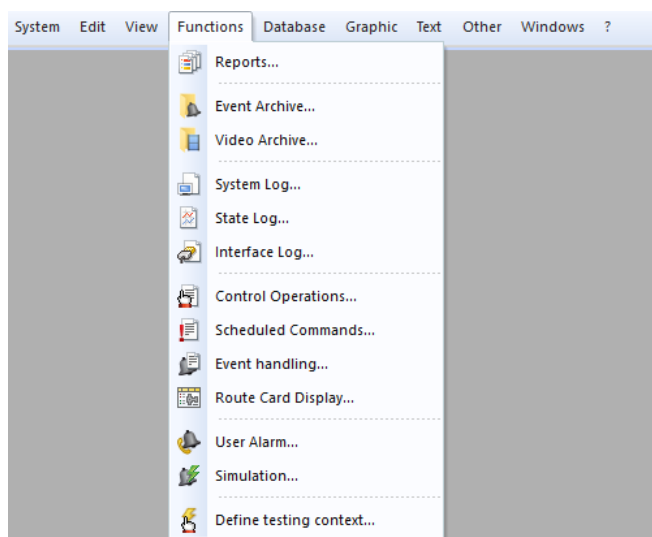 System Edit View Functions Database Graphic Text Other Windows ?
Reports...
Event Archive...
Video Archive...
System Log...
State Log...
Interface Log...
Control Operations...
Scheduled Commands...
Event handling...
Route Card Display...
User Alarm...
Simulation...
Define testing context...